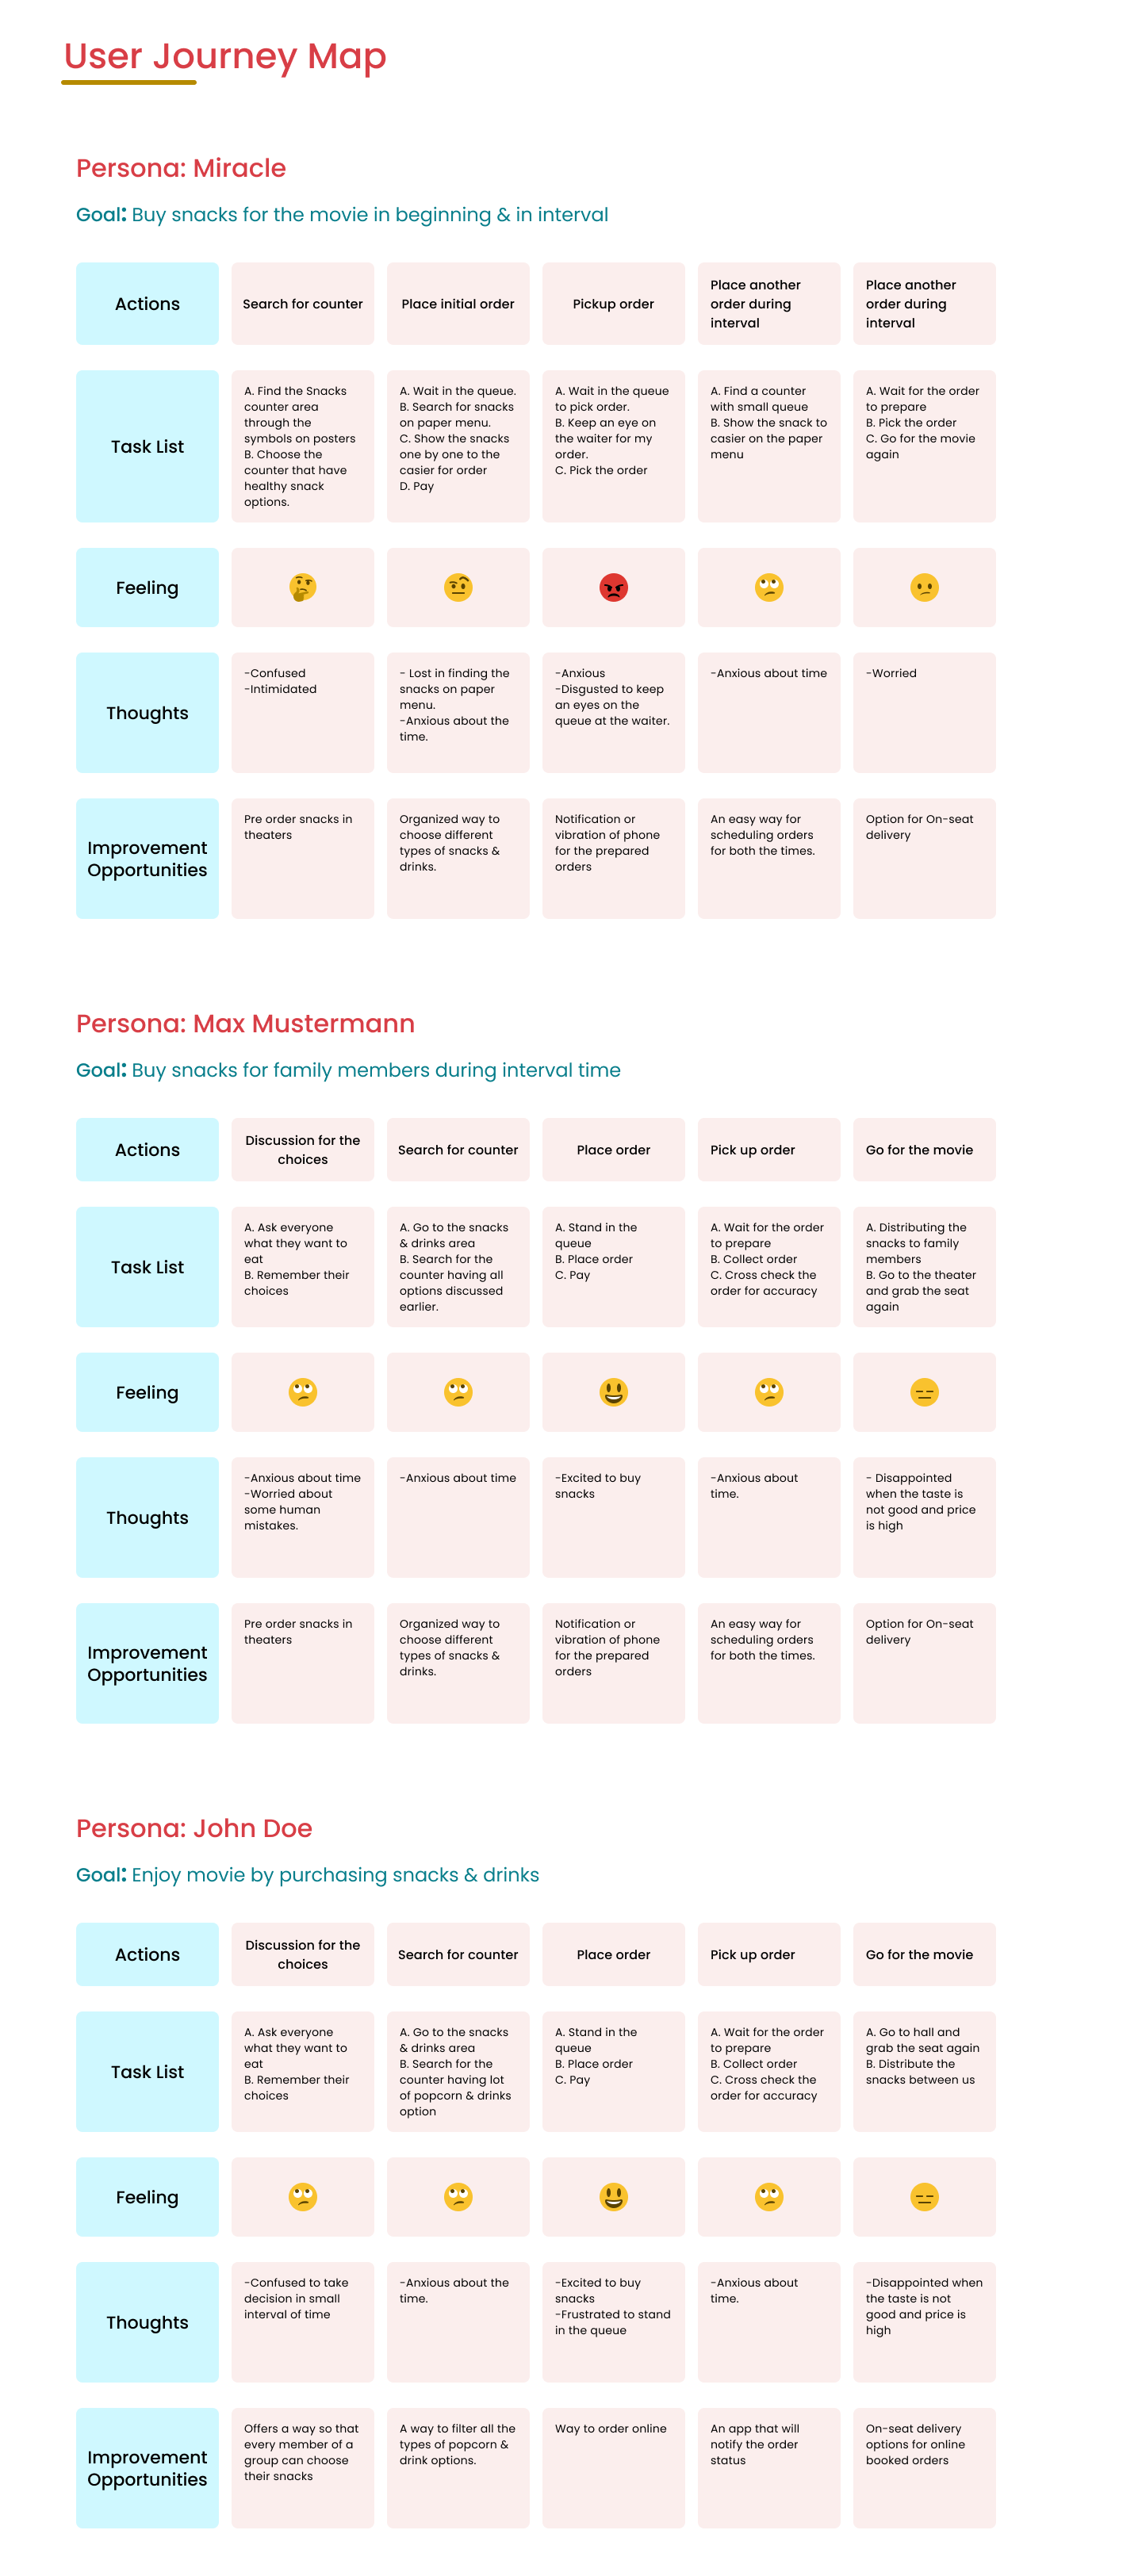 User Journey Map
Persona: Miracle
Goal: Buy snacks for the movie in beginning & in interval
Actions
Search for counter
Place initial order
Pickup order
Place another
order during
interval
Place another
order during
interval
Task List
A. Find the Snacks
counter area
through the
symbols on posters
B. Choose the
counter that have
healthy snack
options.
A. Wait in the queue.
B. Search for snacks
on paper menu.
C. Show the snacks
one by one to the
casier for order
D. Pay
A. Wait in the queue
to pick order.
B. Keep an eye on
the waiter for my
order.
C. Pick the order
A. Find a counter
with small queue
B. Show the snack to
casier on the paper
menu
A. Wait for the order
to prepare
B. Pick the order
C. Go for the movie
again
Feeling
Thoughts
-Confused
-Intimidated
- Lost in finding the
snacks on paper
menu.
-Anxious about the
time.
-Anxious
-Disgusted to keep
an eyes on the
queue at the waiter.
-Anxious about time
-Worried
Improvement
Opportunities
Pre order snacks in
theaters
Organized way to
choose different
types of snacks &
drinks.
Notification or
vibration of phone
for the prepared
orders
An easy way for
scheduling orders
for both the times.
Option for On-seat
delivery
Persona: Max Mustermann
Goal: Buy snacks for family members during interval time
Actions
Discussion for the
choices
Search for counter
Place order
Pick up order
Go for the movie
Task List
A. Ask everyone
what they want to
eat
B. Remember their
choices
A. Go to the snacks
& drinks area
B. Search for the
counter having all
options discussed
earlier.
A. Stand in the
queue
B. Place order
C. Pay
A. Wait for the order
to prepare
B. Collect order
C. Cross check the
order for accuracy
A. Distributing the
snacks to family
members
B. Go to the theater
and grab the seat
again
Feeling
Thoughts
-Anxious about time
-Worried about
some human
mistakes.
-Anxious about time
-Excited to buy
snacks
-Anxious about
time.
- Disappointed
when the taste is
not good and price
is high
Improvement
Opportunities
Pre order snacks in
theaters
Organized way to
choose different
types of snacks &
drinks.
Notification or
vibration of phone
for the prepared
orders
An easy way for
scheduling orders
for both the times.
Option for On-seat
delivery
Persona: John Doe
Goal: Enjoy movie by purchasing snacks & drinks
Actions
Discussion for the
choices
Search for counter
Place order
Pick up order
Go for the movie
Task List
A. Ask everyone
what they want to
eat
B. Remember their
choices
A. Go to the snacks
& drinks area
B. Search for the
counter having lot
of popcorn & drinks
option
A. Stand in the
queue
B. Place order
C. Pay
A. Wait for the order
to prepare
B. Collect order
C. Cross check the
order for accuracy
A. Go to hall and
grab the seat again
B. Distribute the
snacks between us
Feeling
Thoughts
-Confused to take
decision in small
interval of time
-Anxious about the
time.
-Excited to buy
snacks
-Frustrated to stand
in the queue
-Anxious about
time.
-Disappointed when
the taste is not
good and price is
high
Improvement
Opportunities
Offers a way so that
every member of a
group can choose
their snacks
A way to filter all the
types of popcorn &
drink options.
Way to order online
An app that will
notify the order
status
On-seat delivery
options for online
booked orders